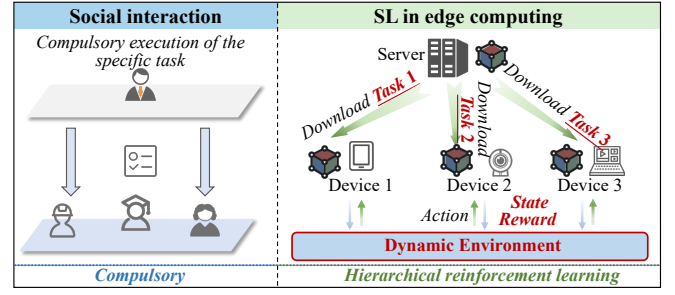 Social interaction
Compulsory execution of the
specific task
Compulsory
SL in edge computing
Server
Download Task 1
Download
Task 2
Download Task 3
Device 1
Device 2
Device 3
Action
State
Reward
Dynamic Environment
Hierarchical reinforcement learning